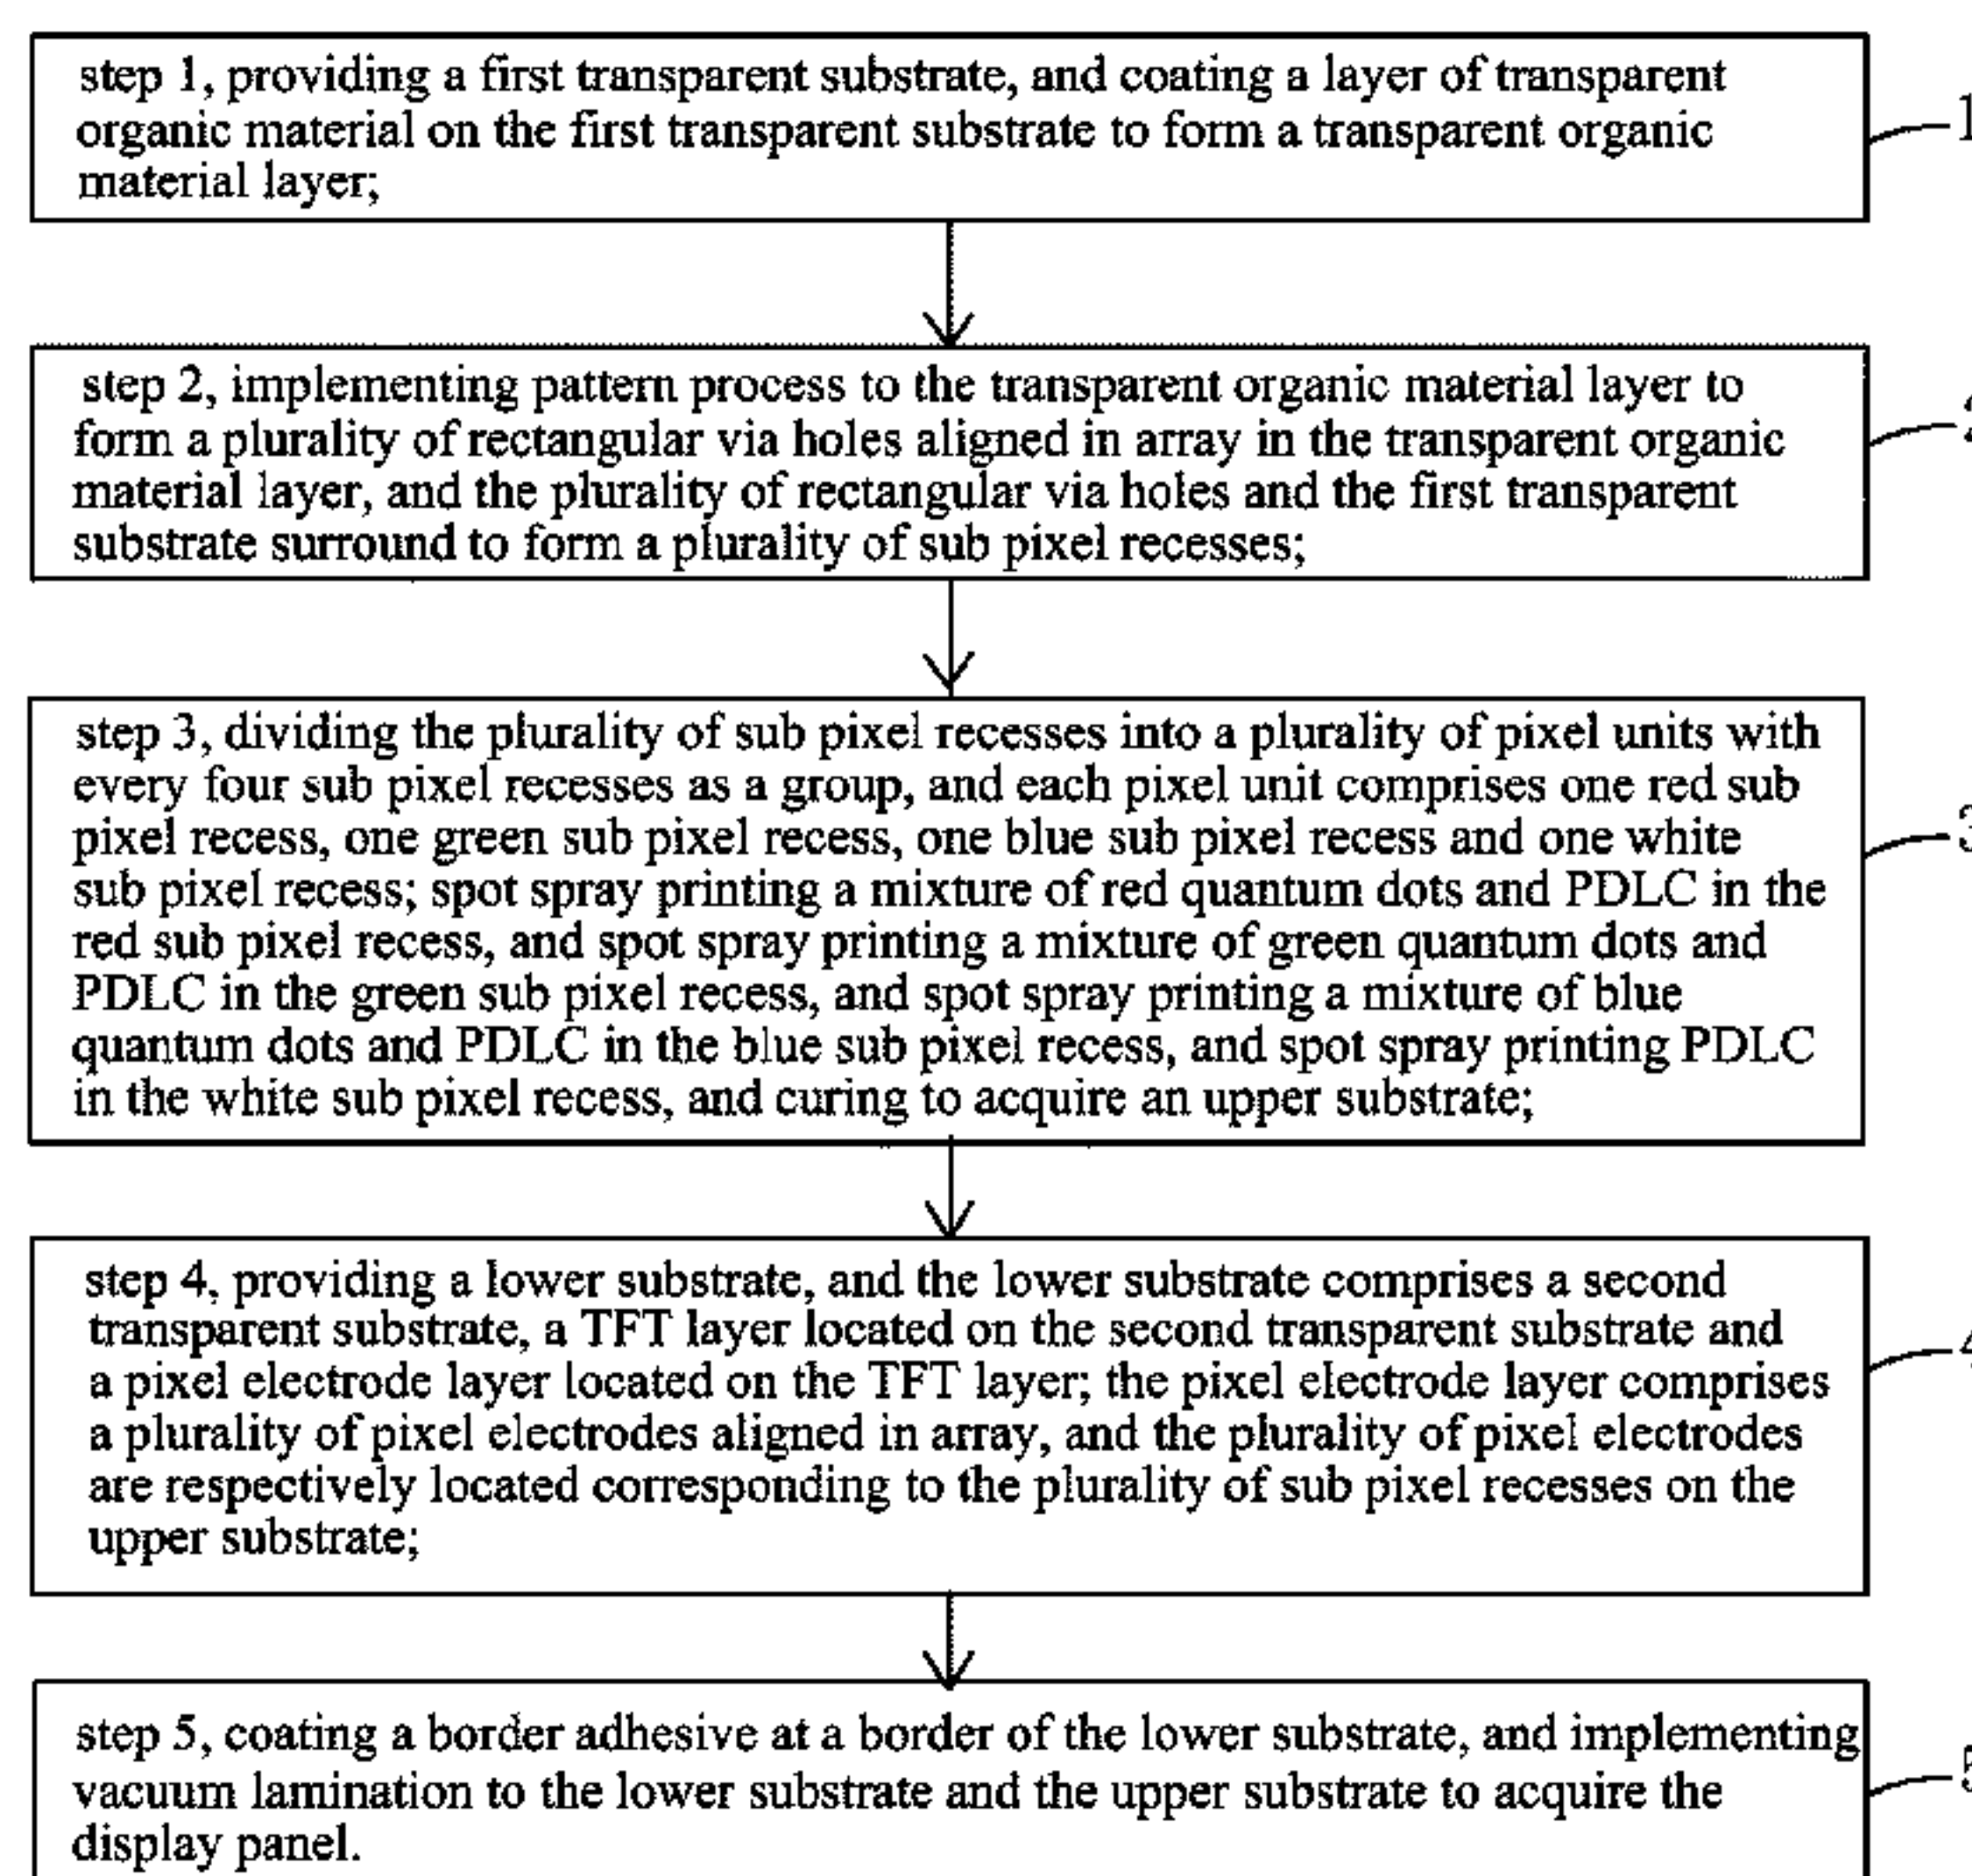 step 1, providing a first transparent substrate, and coating a layer of transparent
organic material on the first transparent substrate to form a transparent organic
material layer;
1
step 2, implementing pattern process to the transparent organic material layer to
form a plurality of rectangular via holes aligned in array in the transparent organic
material layer, and the plurality of rectangular via holes and the first transparent
substrate surround to form a plurality of sub pixel recesses;
step 3, dividing the plurality of sub pixel recesses into a plurality of pixel units with
every four sub pixel recesses as a group, and each pixel unit comprises one red sub
pixel recess, one green sub pixel recess, one blue sub pixel recess and one white
sub pixel recess; spot spray printing a mixture of red quantum dots and PDLC in the
red sub pixel recess, and spot spray printing a mixture of green quantum dots and
PDLC in the green sub pixel recess, and spot spray printing a mixture of blue
quantum dots and PDLC in the blue sub pixel recess, and spot spray printing PDLC
in the white sub pixel recess, and curing to acquire an upper substrate;
3
step 4, providing a lower substrate, and the lower substrate comprises a second
transparent substrate, a TFT layer located on the second transparent substrate and
a pixel electrode layer located on the TFT layer; the pixel electrode layer comprises
a plurality of pixel electrodes aligned in array, and the plurality of pixel electrodes
are respectively located corresponding to the plurality of sub pixel recesses on the
upper substrate;
step 5, coating a border adhesive at a border of the lower substrate, and implementing
vacuum lamination to the lower substrate and the upper substrate to acquire the
display panel.